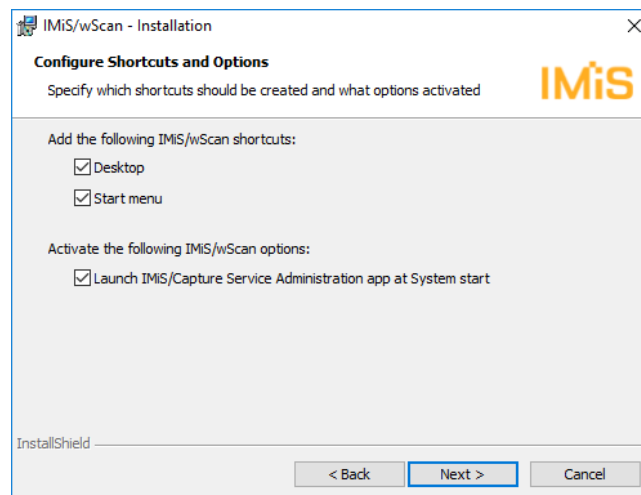 IMiS/wScan - Installation
Configure Shortcuts and Options
Specify which shortcuts should be created and what options activated
IMiS
Add the following IMiS/wScan shortcuts:
Desktop
Start menu
Activate the following IMiS/wScan options:
Launch IMiS/Capture Service Administration app at System start
InstallShield
< Back Next > Cancel